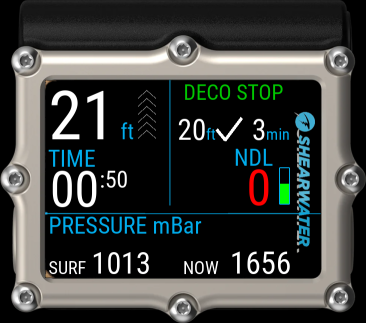 21 ft
DECO STOP
20ft 3min
TIME
00:50
NDL
0
SHEARWATER
PRESSURE mBar
SURF 1013 NOW 1656